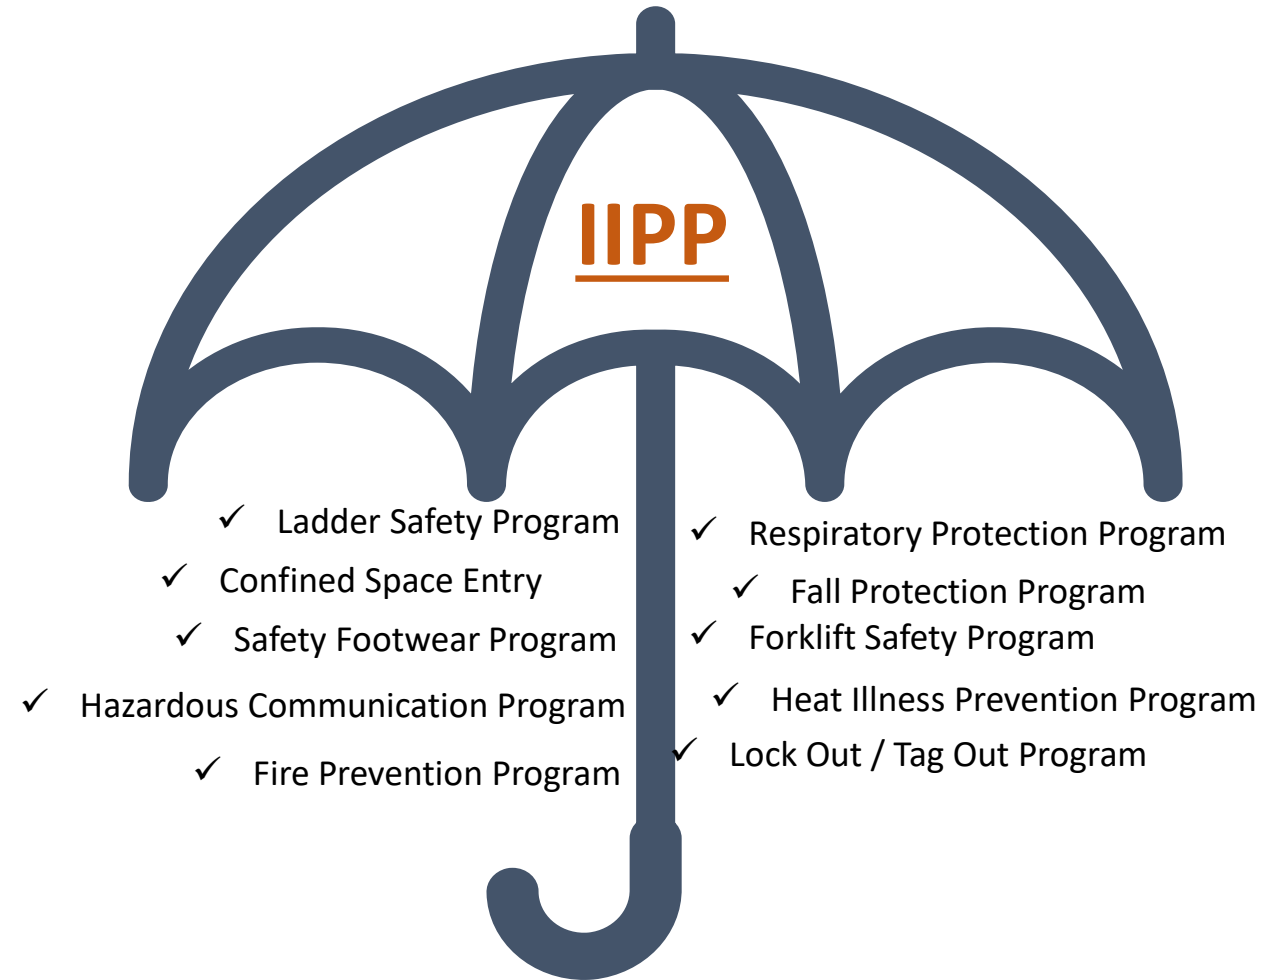 IIPP
✓ Ladder Safety Program
✓ Confined Space Entry
✓ Safety Footwear Program
✓ Hazardous Communication Program
✓ Fire Prevention Program
✓ Respiratory Protection Program
✓ Fall Protection Program
✓ Forklift Safety Program
✓ Heat Illness Prevention Program
✓ Lock Out / Tag Out Program